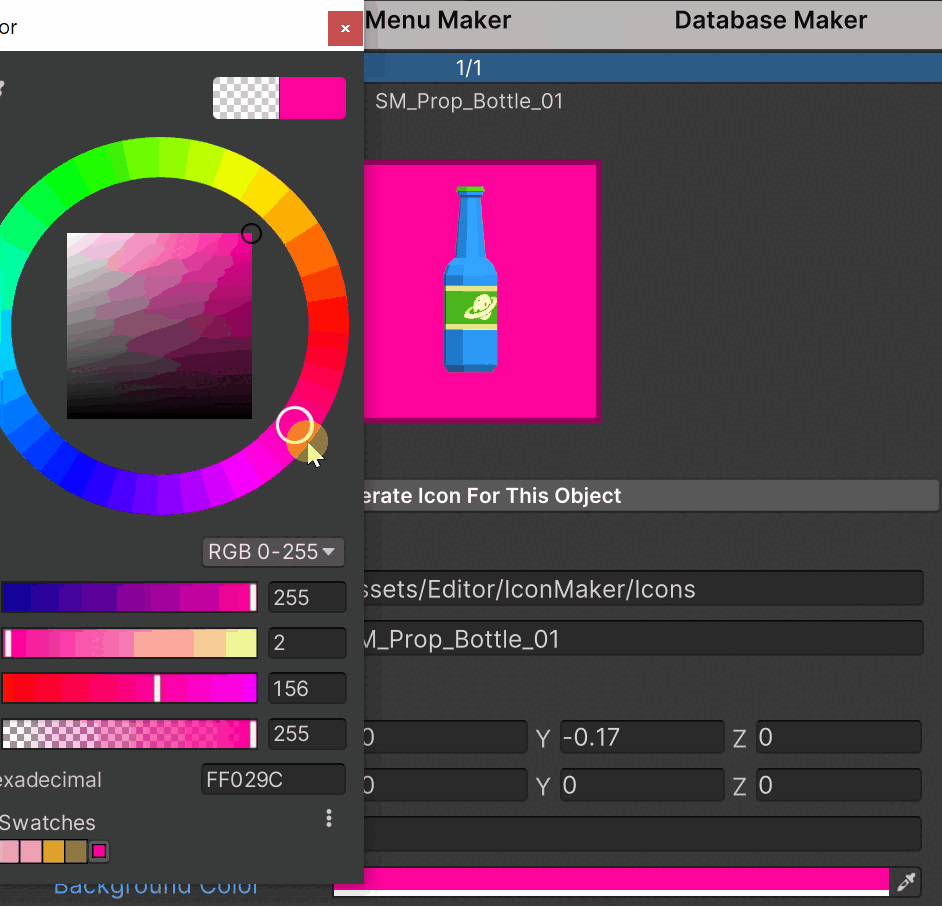 or
×
Menu Maker
Database Maker
1/1
SM_Prop_Bottle_01
erate Icon For This Object
RGB 0-255
255
2
156
255
exadecimal
FF029C
Swatches
ssets/Editor/IconMaker/Icons
M_Prop_Bottle_01
0
Y -0.17
Z 0
0
Y 0
Z 0
Background Color